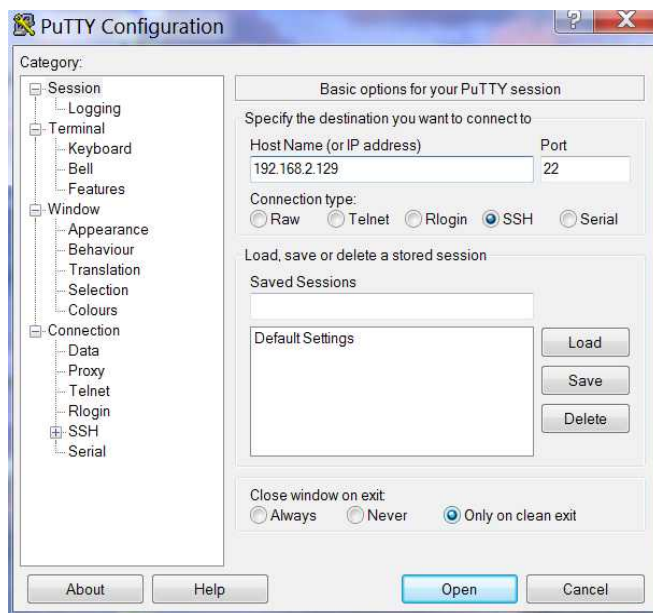 PuTTY Configuration
Category:
Session
Logging
Terminal
Keyboard
Bell
Features
Window
Appearance
Behaviour
Translation
Selection
Colours
Connection
Data
Proxy
Telnet
Rlogin
SSH
Serial
Basic options for your PuTTY session
Specify the destination you want to connect to
Host Name (or IP address) Port
192.168.2.129 22
Connection type:
Raw Telnet Rlogin SSH Serial
Load, save or delete a stored session
Saved Sessions
Default Settings
Load
Save
Delete
Close window on exit:
Always Never Only on clean exit
About Help Open Cancel